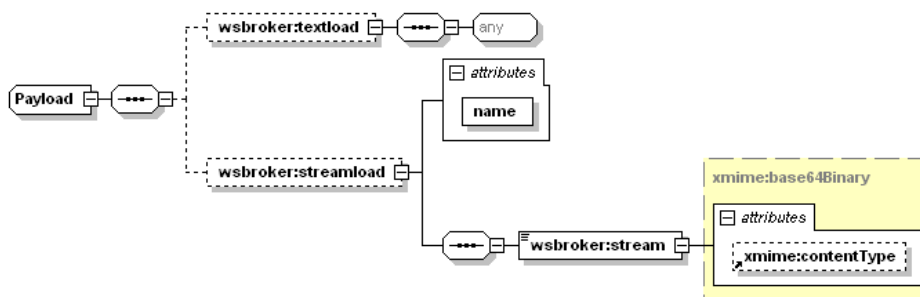 wsbroker:textload
any
attributes
Payload
name
wsbroker:streamload
xmime:base64Binary
attributes
wsbroker:stream
xmime:contentType